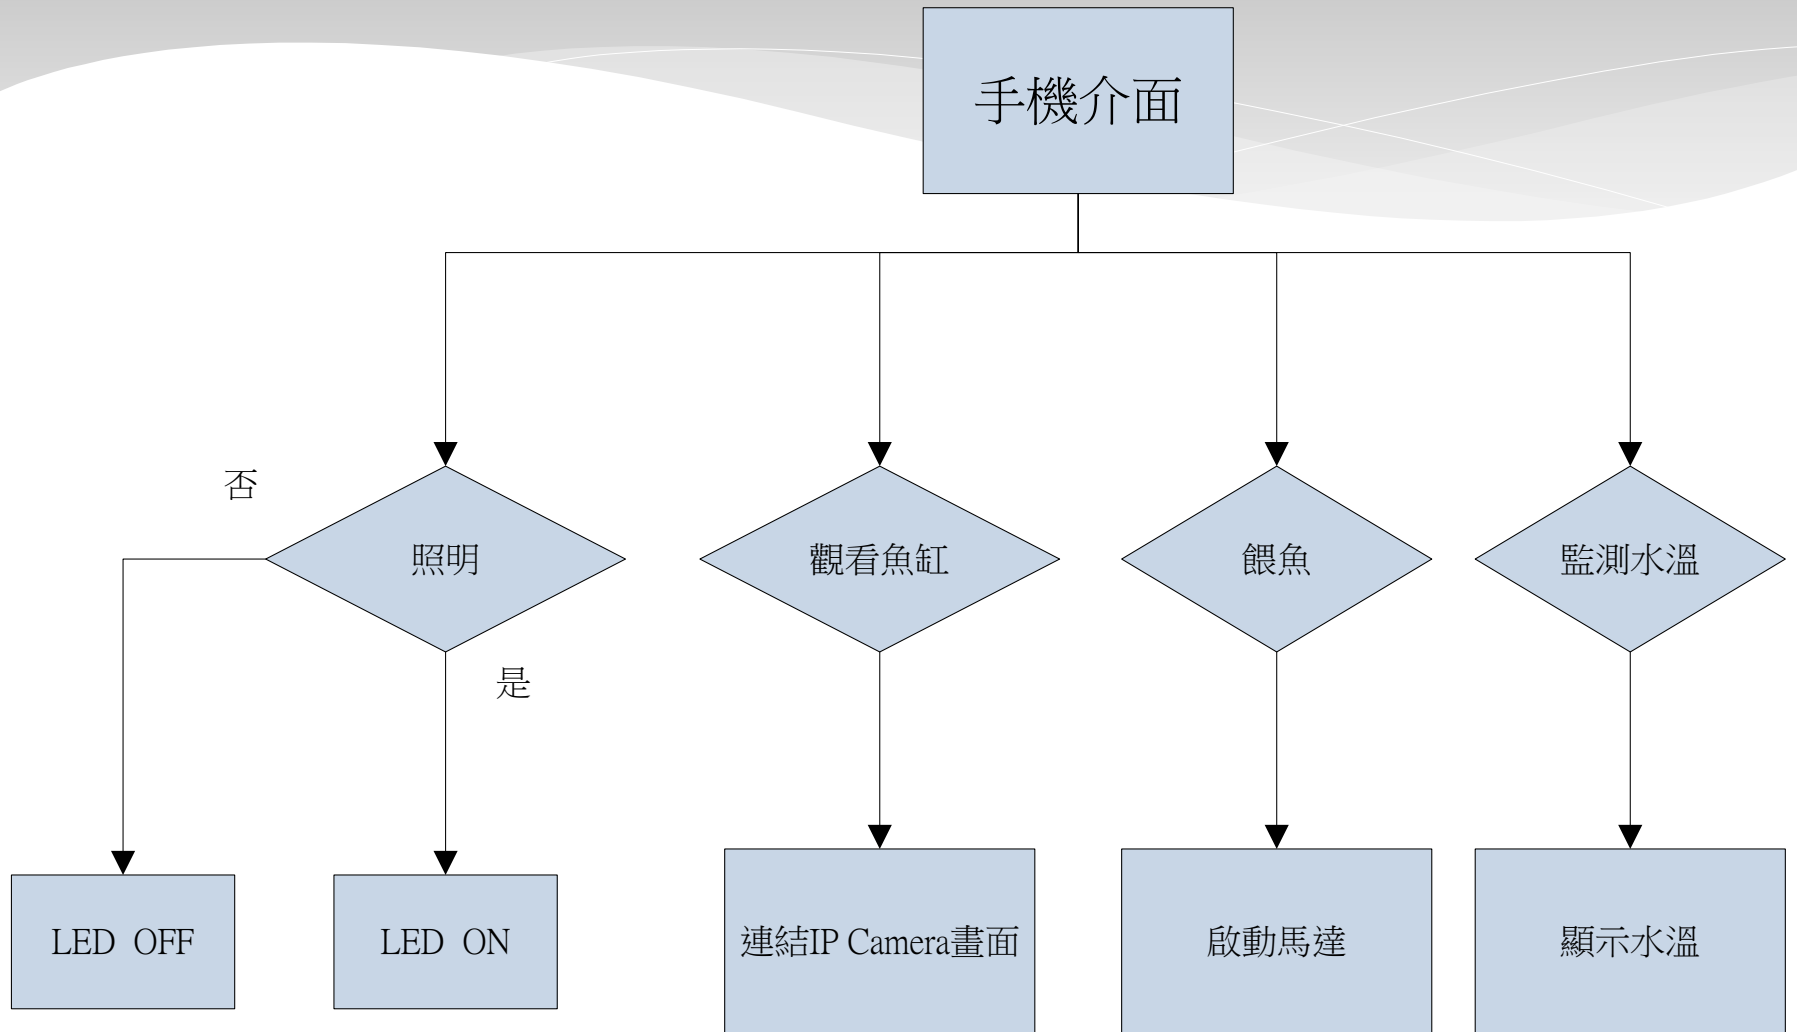 手機介面
否
照明
觀看魚缸
餵魚
監測水溫
是
LED OFF
LED ON
連結IP Camera畫面
啟動馬達
顯示水溫